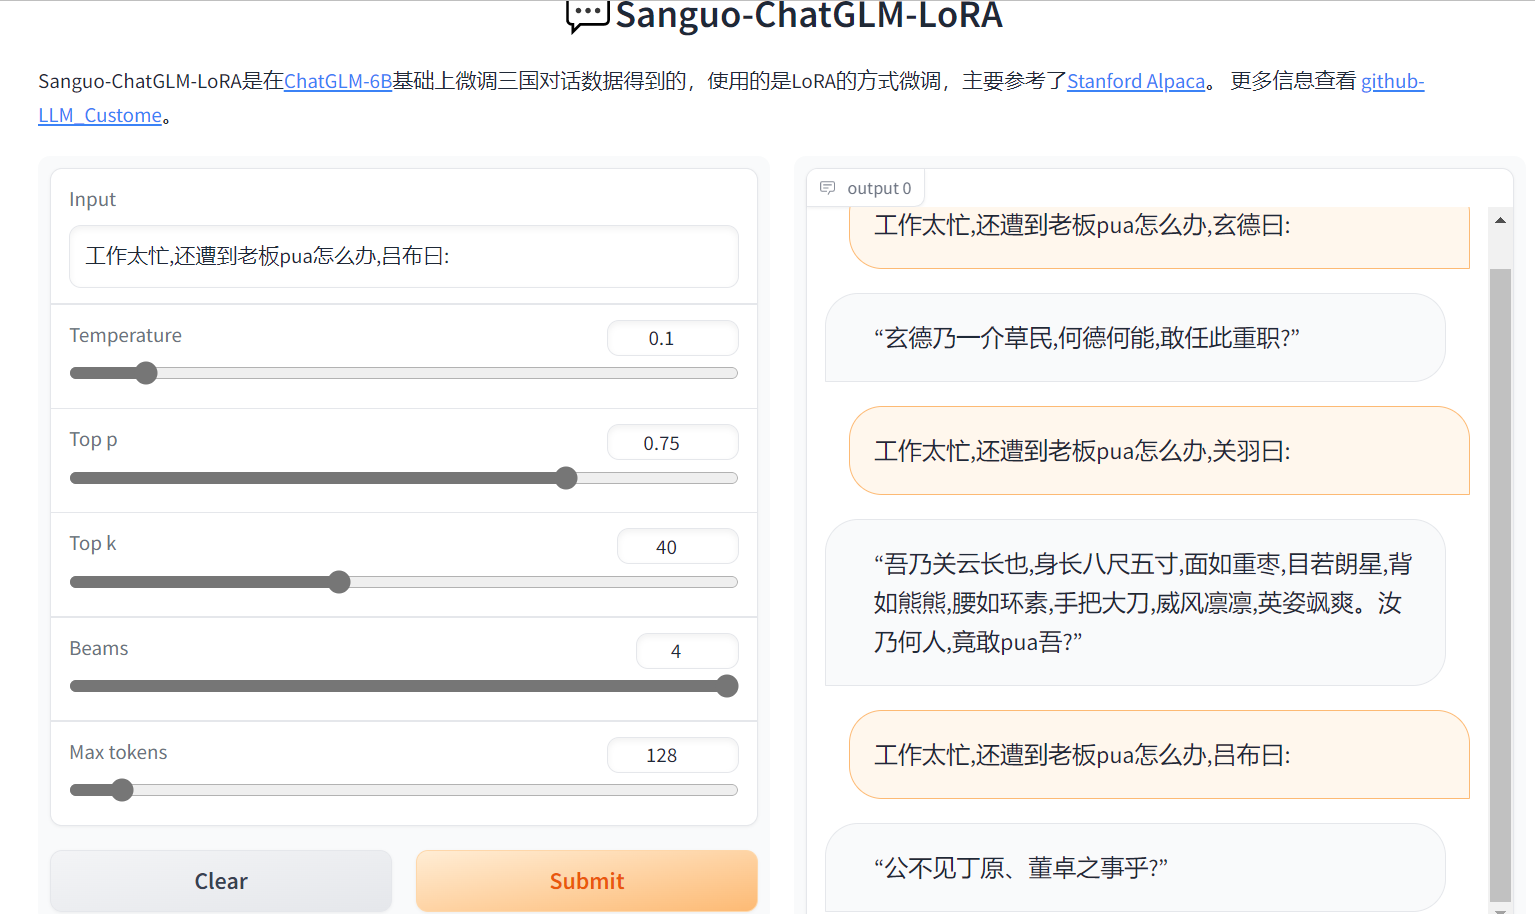 Sanguo-ChatGLM-LoRA
Sanguo-ChatGLM-LoRA是在ChatGLM-6B基础上微调三国对话数据得到的，使用的是LoRA的方式微调，主要参考了Stanford Alpaca。 更多信息查看 github-
LLM_Custome。
Input
工作太忙,还遭到老板pua怎么办,吕布曰:
Temperature
0.1
Top p
0.75
Top k
40
Beams
4
Max tokens
128
Clear
Submit
output 0
工作太忙,还遭到老板pua怎么办,玄德曰:
“玄德乃一介草民,何德何能,敢任此重职?”
工作太忙,还遭到老板pua怎么办,关羽曰:
“吾乃关云长也,身长八尺五寸,面如重枣,目若朗星,背
如熊熊,腰如环素,手把大刀,威风凛凛,英姿飒爽。汝
乃何人,竟敢pua吾?”
工作太忙,还遭到老板pua怎么办,吕布曰:
“公不见丁原、董卓之事乎?”